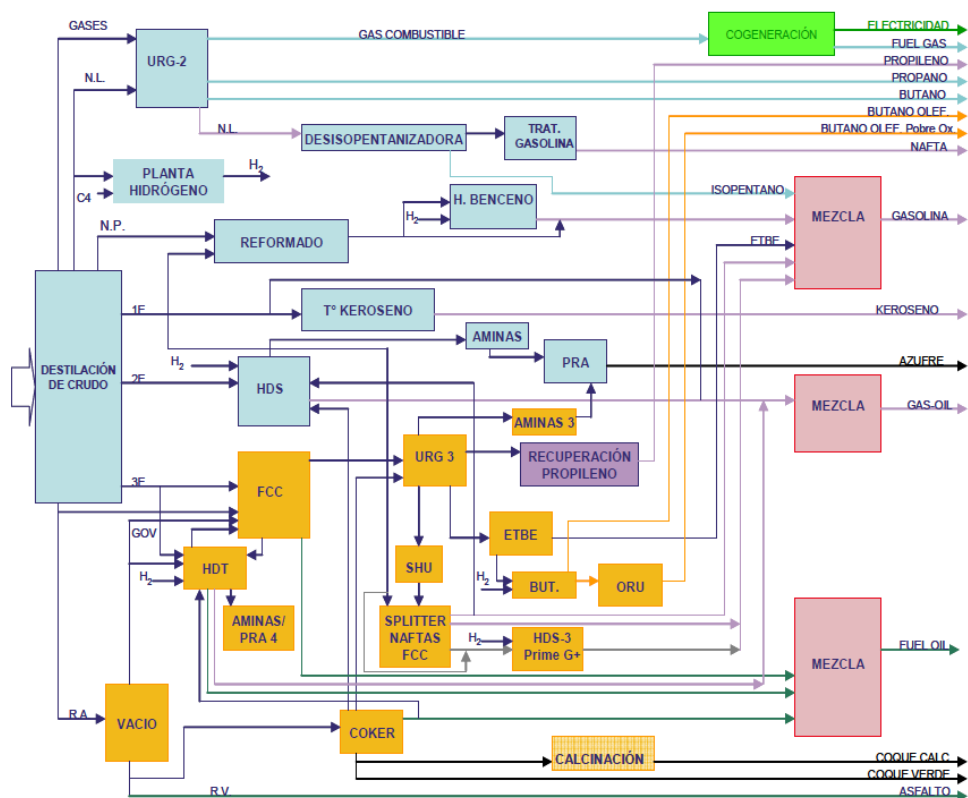 GASES
GAS COMBUSTIBLE
COGENERACIÓN
ELECTRICIDAD
FUEL GAS
URG-2
PROPILENO
N.L.
PROPANO
BUTANO
BUTANO OLEF.
N.L.
DESISOPENTANIZADORA
TRAT.
GASOLINA
BUTANO OLEF. Pobre Ox.
NAFTA
PLANTA
HIDRÓGENO
H2
C4
ISOPENTANO
H. BENCENO
H2
MEZCLA
GASOLINA
N.P.
REFORMADO
ETBE
1E
Tº KEROSENO
KEROSENO
AMINAS
H2
HDS
PRA
AZUFRE
DESTILACIÓN
DE CRUDO
2E
MEZCLA
GAS-OIL
AMINAS 3
URG 3
RECUPERACIÓN
PROPILENO
3E
FCC
GOV
ETBE
HDT
H2
SHU
H2
BUT.
ORU
AMINAS/
PRA 4
SPLITTER
NAFTAS
FCC
H2
HDS-3
Prime G+
MEZCLA
FUEL OIL
R.A.
VACIO
COKER
CALCINACIÓN
COQUE CALC
COQUE VERDE
R.V.
ASFALTO